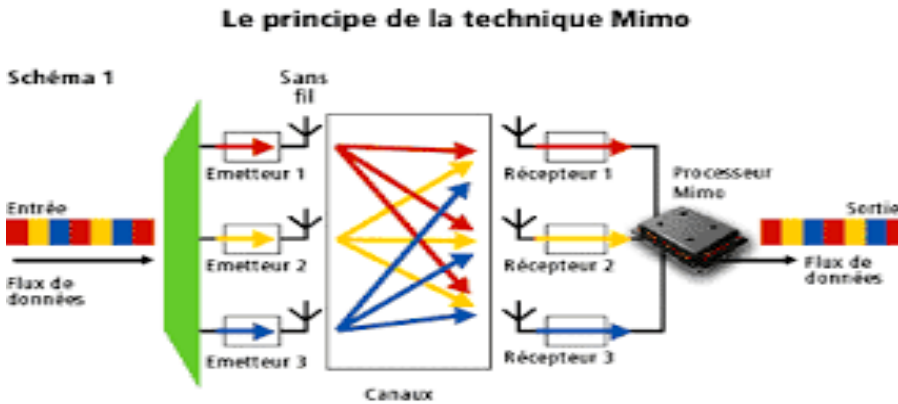 Le principe de la technique Mimo
Schéma 1
Sans
fil
Emetteur 1
Récepteur 1
Processeur
Mimo
Entrée
Sortie
Emetteur 2
Récepteur 2
Flux de
données
Flux de
données
Emetteur 3
Récepteur 3
Canaux